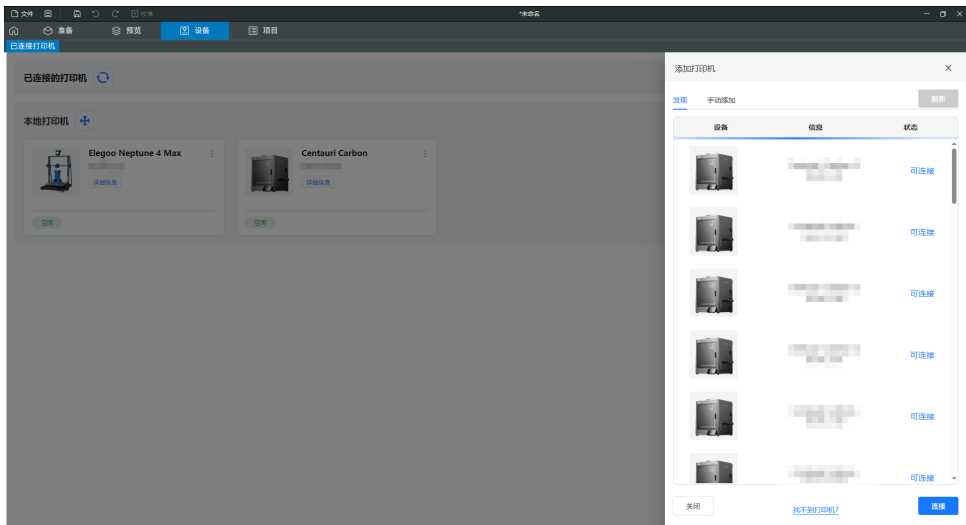 文件 校准 *未命名
准备 预览 设备 项目
已连接打印机
已连接的打印机
本地打印机
Elegoo Neptune 4 Max
详细信息
空闲
Centauri Carbon
详细信息
空闲
添加打印机
发现 手动添加 刷新
设备 信息 状态
可连接
可连接
可连接
可连接
可连接
可连接
关闭 找不到打印机? 连接